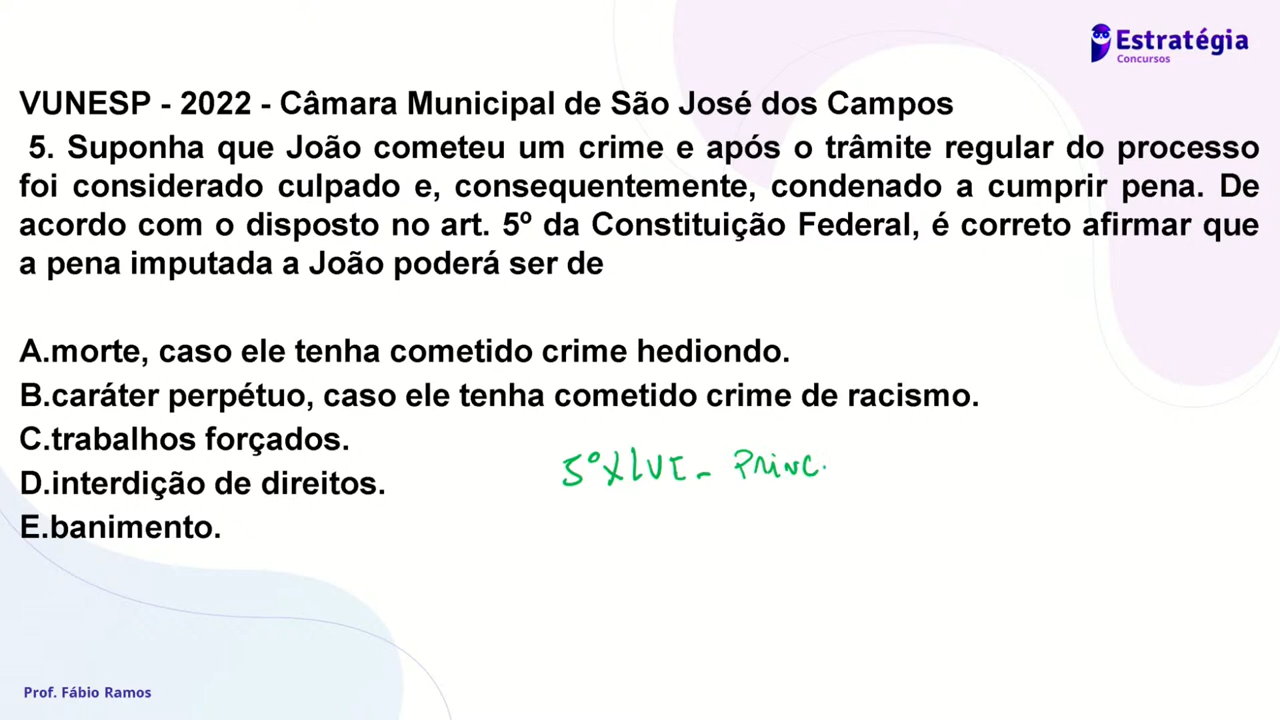 Estratégia
Concursos
VUNESP - 2022 - Câmara Municipal de São José dos Campos
5. Suponha que João cometeu um crime e após o trâmite regular do processo
foi considerado culpado e, consequentemente, condenado a cumprir pena. De
acordo com o disposto no art. 5º da Constituição Federal, é correto afirmar que
a pena imputada a João poderá ser de
A.morte, caso ele tenha cometido crime hediondo.
B.caráter perpétuo, caso ele tenha cometido crime de racismo.
C.trabalhos forçados.
5º XLVI - Princ.
D.interdição de direitos.
E.banimento.
Prof. Fábio Ramos